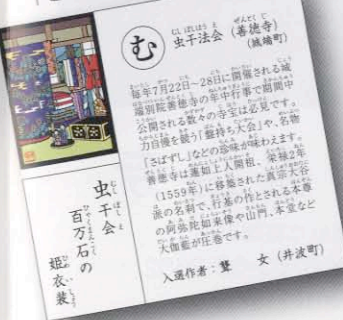 む
虫干法会(善徳寺)
(城端町)
毎年7月22日〜28日に開催される城
端別院善徳寺の年中行事で期間中
公開される数々の寺宝は必見です。
力自慢を競う「盤持ち大会」や、名物
「さばずし」などの珍味が味わえます。
善徳寺は蓮如上人開祖、栄禄2年
(1559年)に移築された真宗大谷
派の名刹で、行基の作とされる本尊
の阿弥陀如来像や山門、本堂など
大伽藍が圧巻です。
入選作者:聾 女(井波町)
虫干会
百万石の
姫衣装